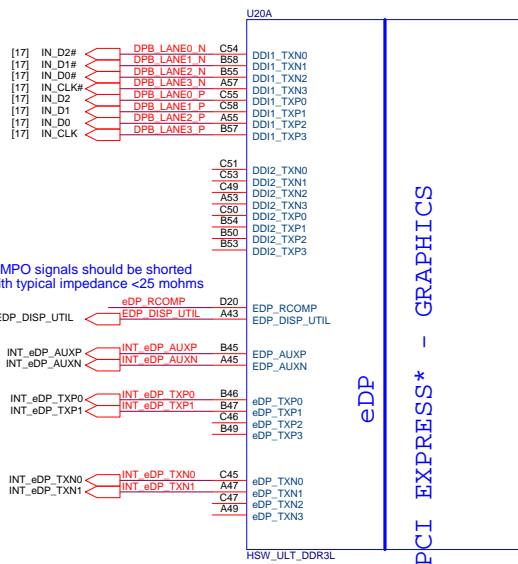 U20A
[17] IN_D2# DPB_LANE0_N C54 DDI1_TXN0
[17] IN_D1# DPB_LANE1_N B58 DDI1_TXN1
[17] IN_D0# DPB_LANE2_N B55 DDI1_TXN2
[17] IN_CLK# DPB_LANE3_N A57 DDI1_TXN3
[17] IN_D2 DPB_LANE0_P C55 DDI1_TXP0
[17] IN_D1 DPB_LANE1_P C58 DDI1_TXP1
[17] IN_D0 DPB_LANE2_P A55 DDI1_TXP2
[17] IN_CLK DPB_LANE3_P B57 DDI1_TXP3
C51 DDI2_TXN0
C53 DDI2_TXN1
C49 DDI2_TXN2
A53 DDI2_TXN3
C50 DDI2_TXP0
B54 DDI2_TXP1
B50 DDI2_TXP2
B53 DDI2_TXP3
MPO signals should be shorted
ith typical impedance <25 mohms
eDP_RCOMP D20 EDP_RCOMP
EDP_DISP_UTIL EDP_DISP_UTIL A43 EDP_DISP_UTIL
INT_eDP_AUXP INT_eDP_AUXP B45 EDP_AUXP
INT_eDP_AUXN INT_eDP_AUXN A45 EDP_AUXN
INT_eDP_TXP0 INT_eDP_TXP0 B46 eDP_TXP0
INT_eDP_TXP1 INT_eDP_TXP1 B47 eDP_TXP1
C46 eDP_TXP2
B49 eDP_TXP3
INT_eDP_TXN0 INT_eDP_TXN0 C45 eDP_TXN0
INT_eDP_TXN1 INT_eDP_TXN1 A47 eDP_TXN1
C47 eDP_TXN2
A49 eDP_TXN3
eDP
PCI EXPRESS* - GRAPHICS
HSW_ULT_DDR3L